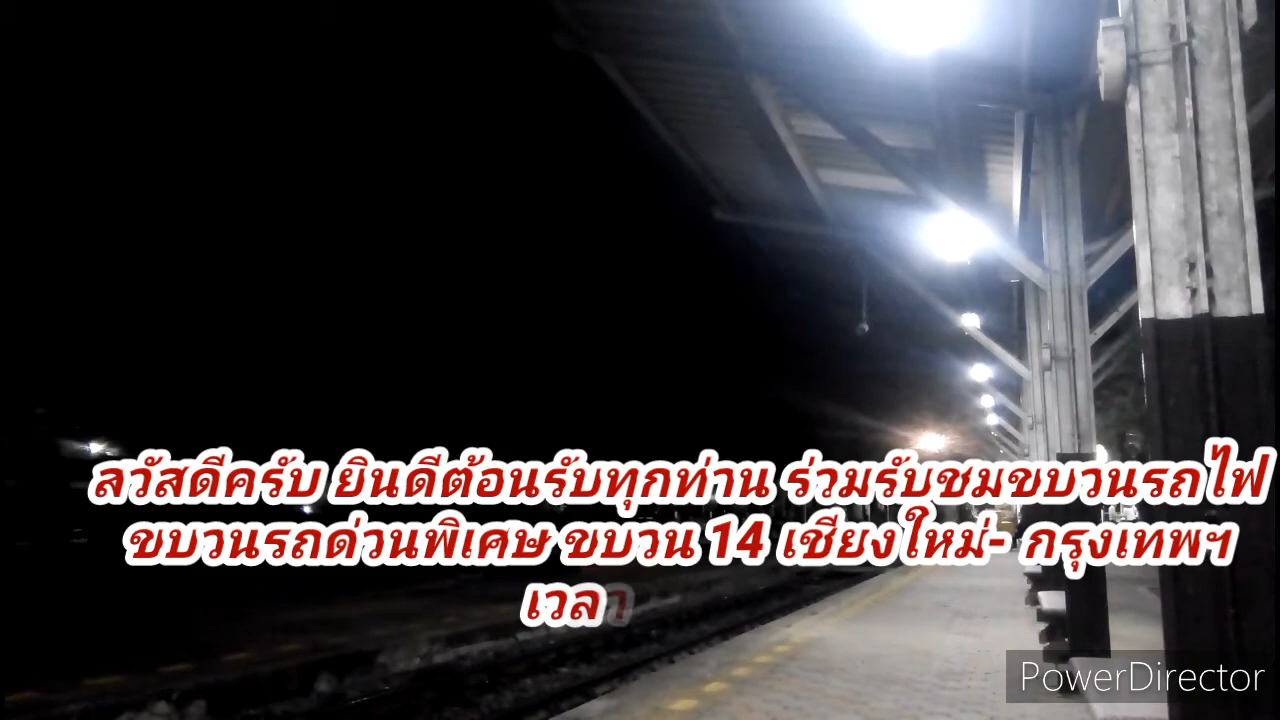 ลวัสดีครับ ยินดีต้อนรับทุกท่าน ร่วมรับชมขบวนรถไฟ
ขบวนรถด่วนพิเศษ ขบวน 14 เชียงใหม่- กรุงเทพฯ
เวลา
PowerDirector